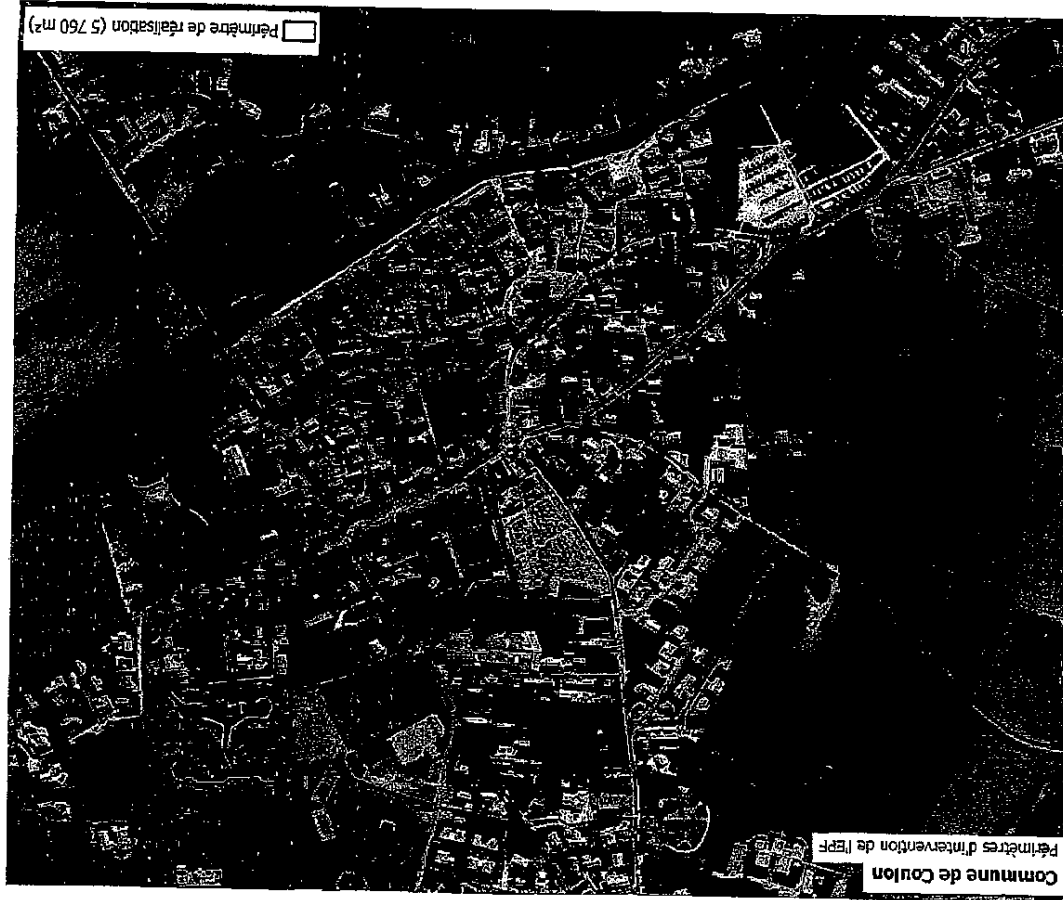 Commune de Coulon
Périmètres d'intervention de l'EPF
Périmètre de réalisation (5 760 m²)